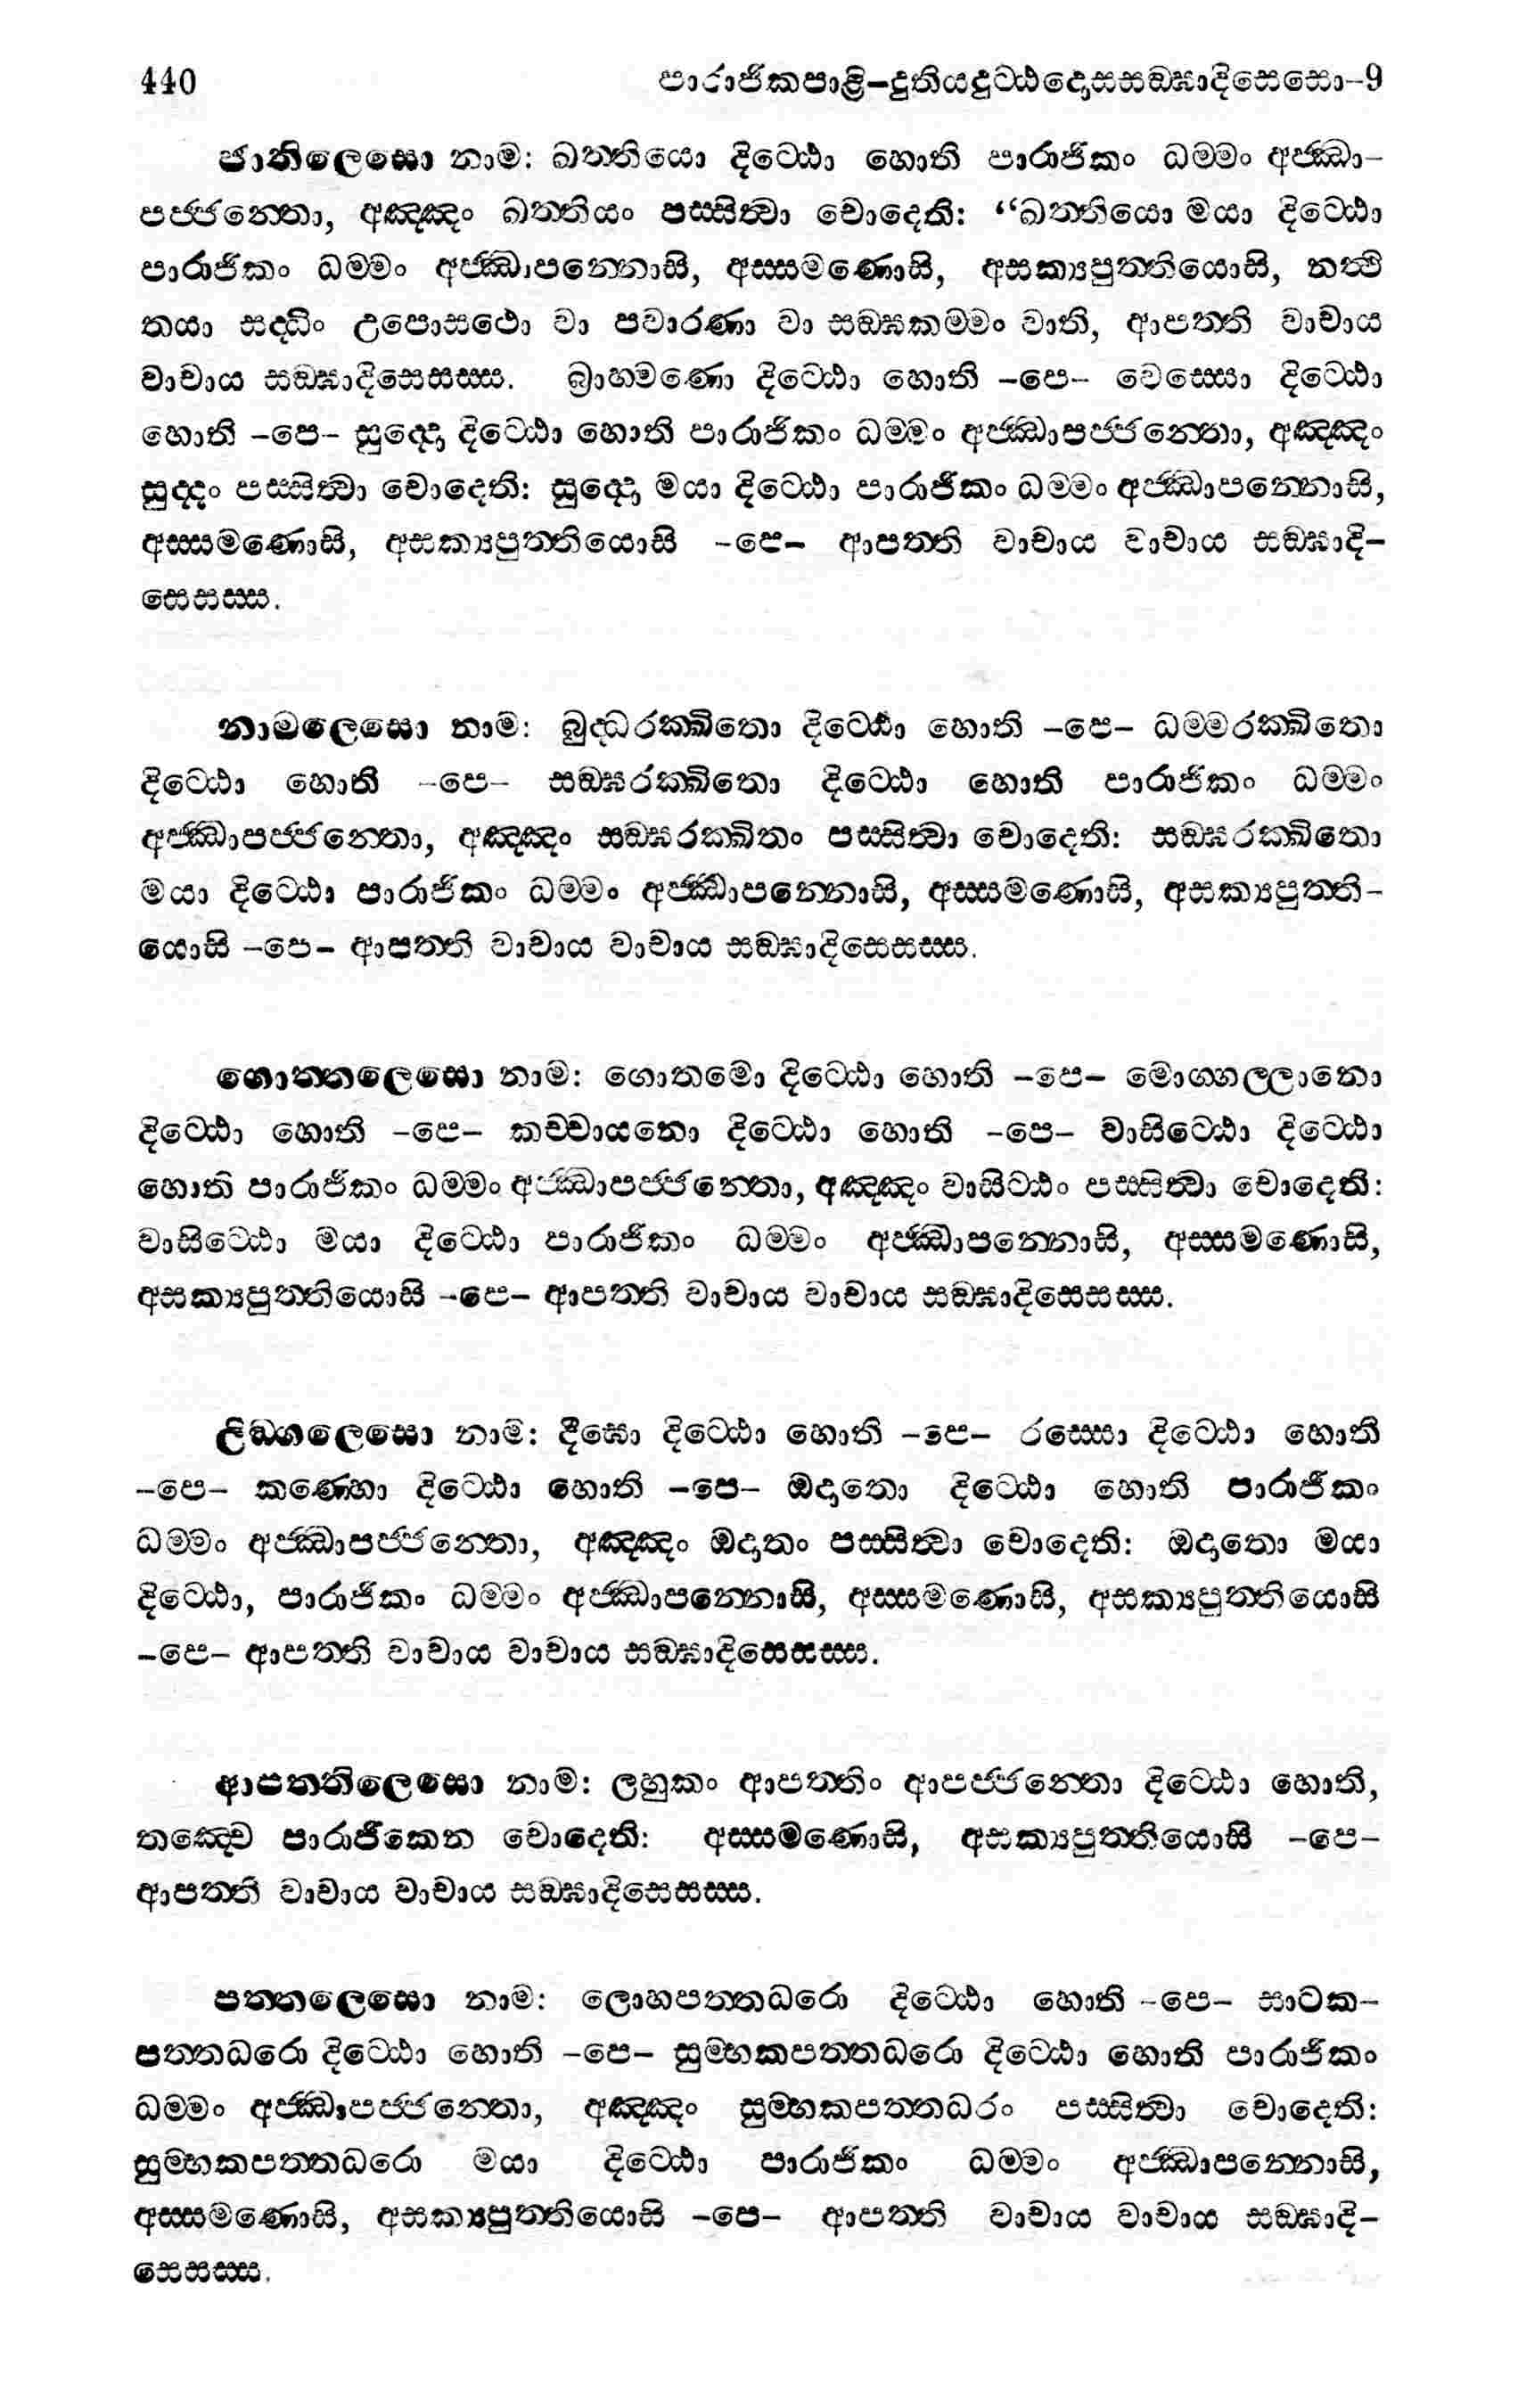 440 පාරාජිකපාළි–දුතියදුට්ඨදොසසඞ්ඝාදිසෙසො–9
ජාතිලෙසො නාම: ඛත්තියො දිට්ඨො හොති පාරාජිකං ධම්මං අජ්ඣා–
පජ්ජන්තො, අඤ්ඤං ඛත්තියං පස්සිත්වා චොදෙති: “ඛත්තියො මයා දිට්ඨො
පාරාජිකං ධම්මං අජ්ඣාපන්නොසි, අස්සමණොසි, අසක්‍යපුත්තියොසි, නත්ථි
තයා සද්ධිං උපොසථො වා පවාරණා වා සඞ්ඝකම්මං වාති, ආපත්ති වාචාය
වාචාය සඞ්ඝාදිසෙසස්ස. බ්‍රාහ්මණො දිට්ඨො හොති –පෙ– වෙස්සො දිට්ඨො
හොති –පෙ– සුද්දො දිට්ඨො හොති පාරාජිකං ධම්මං අජ්ඣාපජ්ජන්තො, අඤ්ඤං
සුද්දං පස්සිත්වා චොදෙති: සුද්දො මයා දිට්ඨො පාරාජිකං ධම්මං අජ්ඣාපන්නොසි,
අස්සමණොසි, අසක්‍යපුත්තියොසි –පෙ– ආපත්ති වාචාය වාචාය සඞ්ඝාදි–
සෙසස්ස.
නාමලෙසො නාම: බුද්ධරක්ඛිතො දිට්ඨො හොති –පෙ– ධම්මරක්ඛිතො
දිට්ඨො හොති –පෙ– සඞ්ඝරක්ඛිතො දිට්ඨො හොති පාරාජිකං ධම්මං
අජ්ඣාපජ්ජන්තො, අඤ්ඤං සඞ්ඝරක්ඛිතං පස්සිත්වා චොදෙති: සඞ්ඝරක්ඛිතො
මයා දිට්ඨො පාරාජිකං ධම්මං අජ්ඣාපන්නොසි, අස්සමණොසි, අසක්‍යපුත්ති–
යොසි –පෙ– ආපත්ති වාචාය වාචාය සඞ්ඝාදිසෙසස්ස.
ගොත්තලෙසො නාම: ගොතමො දිට්ඨො හොති –පෙ– මොග්ගල්ලානො
දිට්ඨො හොති –පෙ– කච්චායනො දිට්ඨො හොති –පෙ– වාසිට්ඨො දිට්ඨො
හොති පාරාජිකං ධම්මං අජ්ඣාපජ්ජන්තො, අඤ්ඤං වාසිට්ඨං පස්සිත්වා චොදෙති:
වාසිට්ඨො මයා දිට්ඨො පාරාජිකං ධම්මං අජ්ඣාපන්නොසි, අස්සමණොසි,
අසක්‍යපුත්තියොසි –පෙ– ආපත්ති වාචාය වාචාය සඞ්ඝාදිසෙසස්ස.
ලිඞ්ගලෙසො නාම: දීඝො දිට්ඨො හොති –පෙ– රස්සො දිට්ඨො හොති
–පෙ– කණ්හො දිට්ඨො හොති –පෙ– ඔදාතො දිට්ඨො හොති පාරාජිකං
ධම්මං අජ්ඣාපජ්ජන්තො, අඤ්ඤං ඔදාතං පස්සිත්වා චොදෙති: ඔදාතො මයා
දිට්ඨො, පාරාජිකං ධම්මං අජ්ඣාපන්නොසි, අස්සමණොසි, අසක්‍යපුත්තියොසි
–පෙ– ආපත්ති වාචාය වාචාය සඞ්ඝාදිසෙසස්ස.
ආපත්තිලෙසො නාම: ලහුකං ආපත්තිං ආපජ්ජන්තො දිට්ඨො හොති,
තඤ්චෙ පාරාජිකෙන චොදෙති: අස්සමණොසි, අසක්‍යපුත්තියොසි –පෙ–
ආපත්ති වාචාය වාචාය සඞ්ඝාදිසෙසස්ස.
පත්තලෙසො නාම: ලොහපත්තධරො දිට්ඨො හොති –පෙ– සාටක–
පත්තධරො දිට්ඨො හොති –පෙ– සුම්භකපත්තධරො දිට්ඨො හොති පාරාජිකං
ධම්මං අජ්ඣාපජ්ජන්තො, අඤ්ඤං සුම්භකපත්තධරං පස්සිත්වා චොදෙති:
සුම්භකපත්තධරො මයා දිට්ඨො පාරාජිකං ධම්මං අජ්ඣාපන්නොසි,
අස්සමණොසි, අසක්‍යපුත්තියොසි –පෙ– ආපත්ති වාචාය වාචාය සඞ්ඝාදි–
සෙසස්ස.